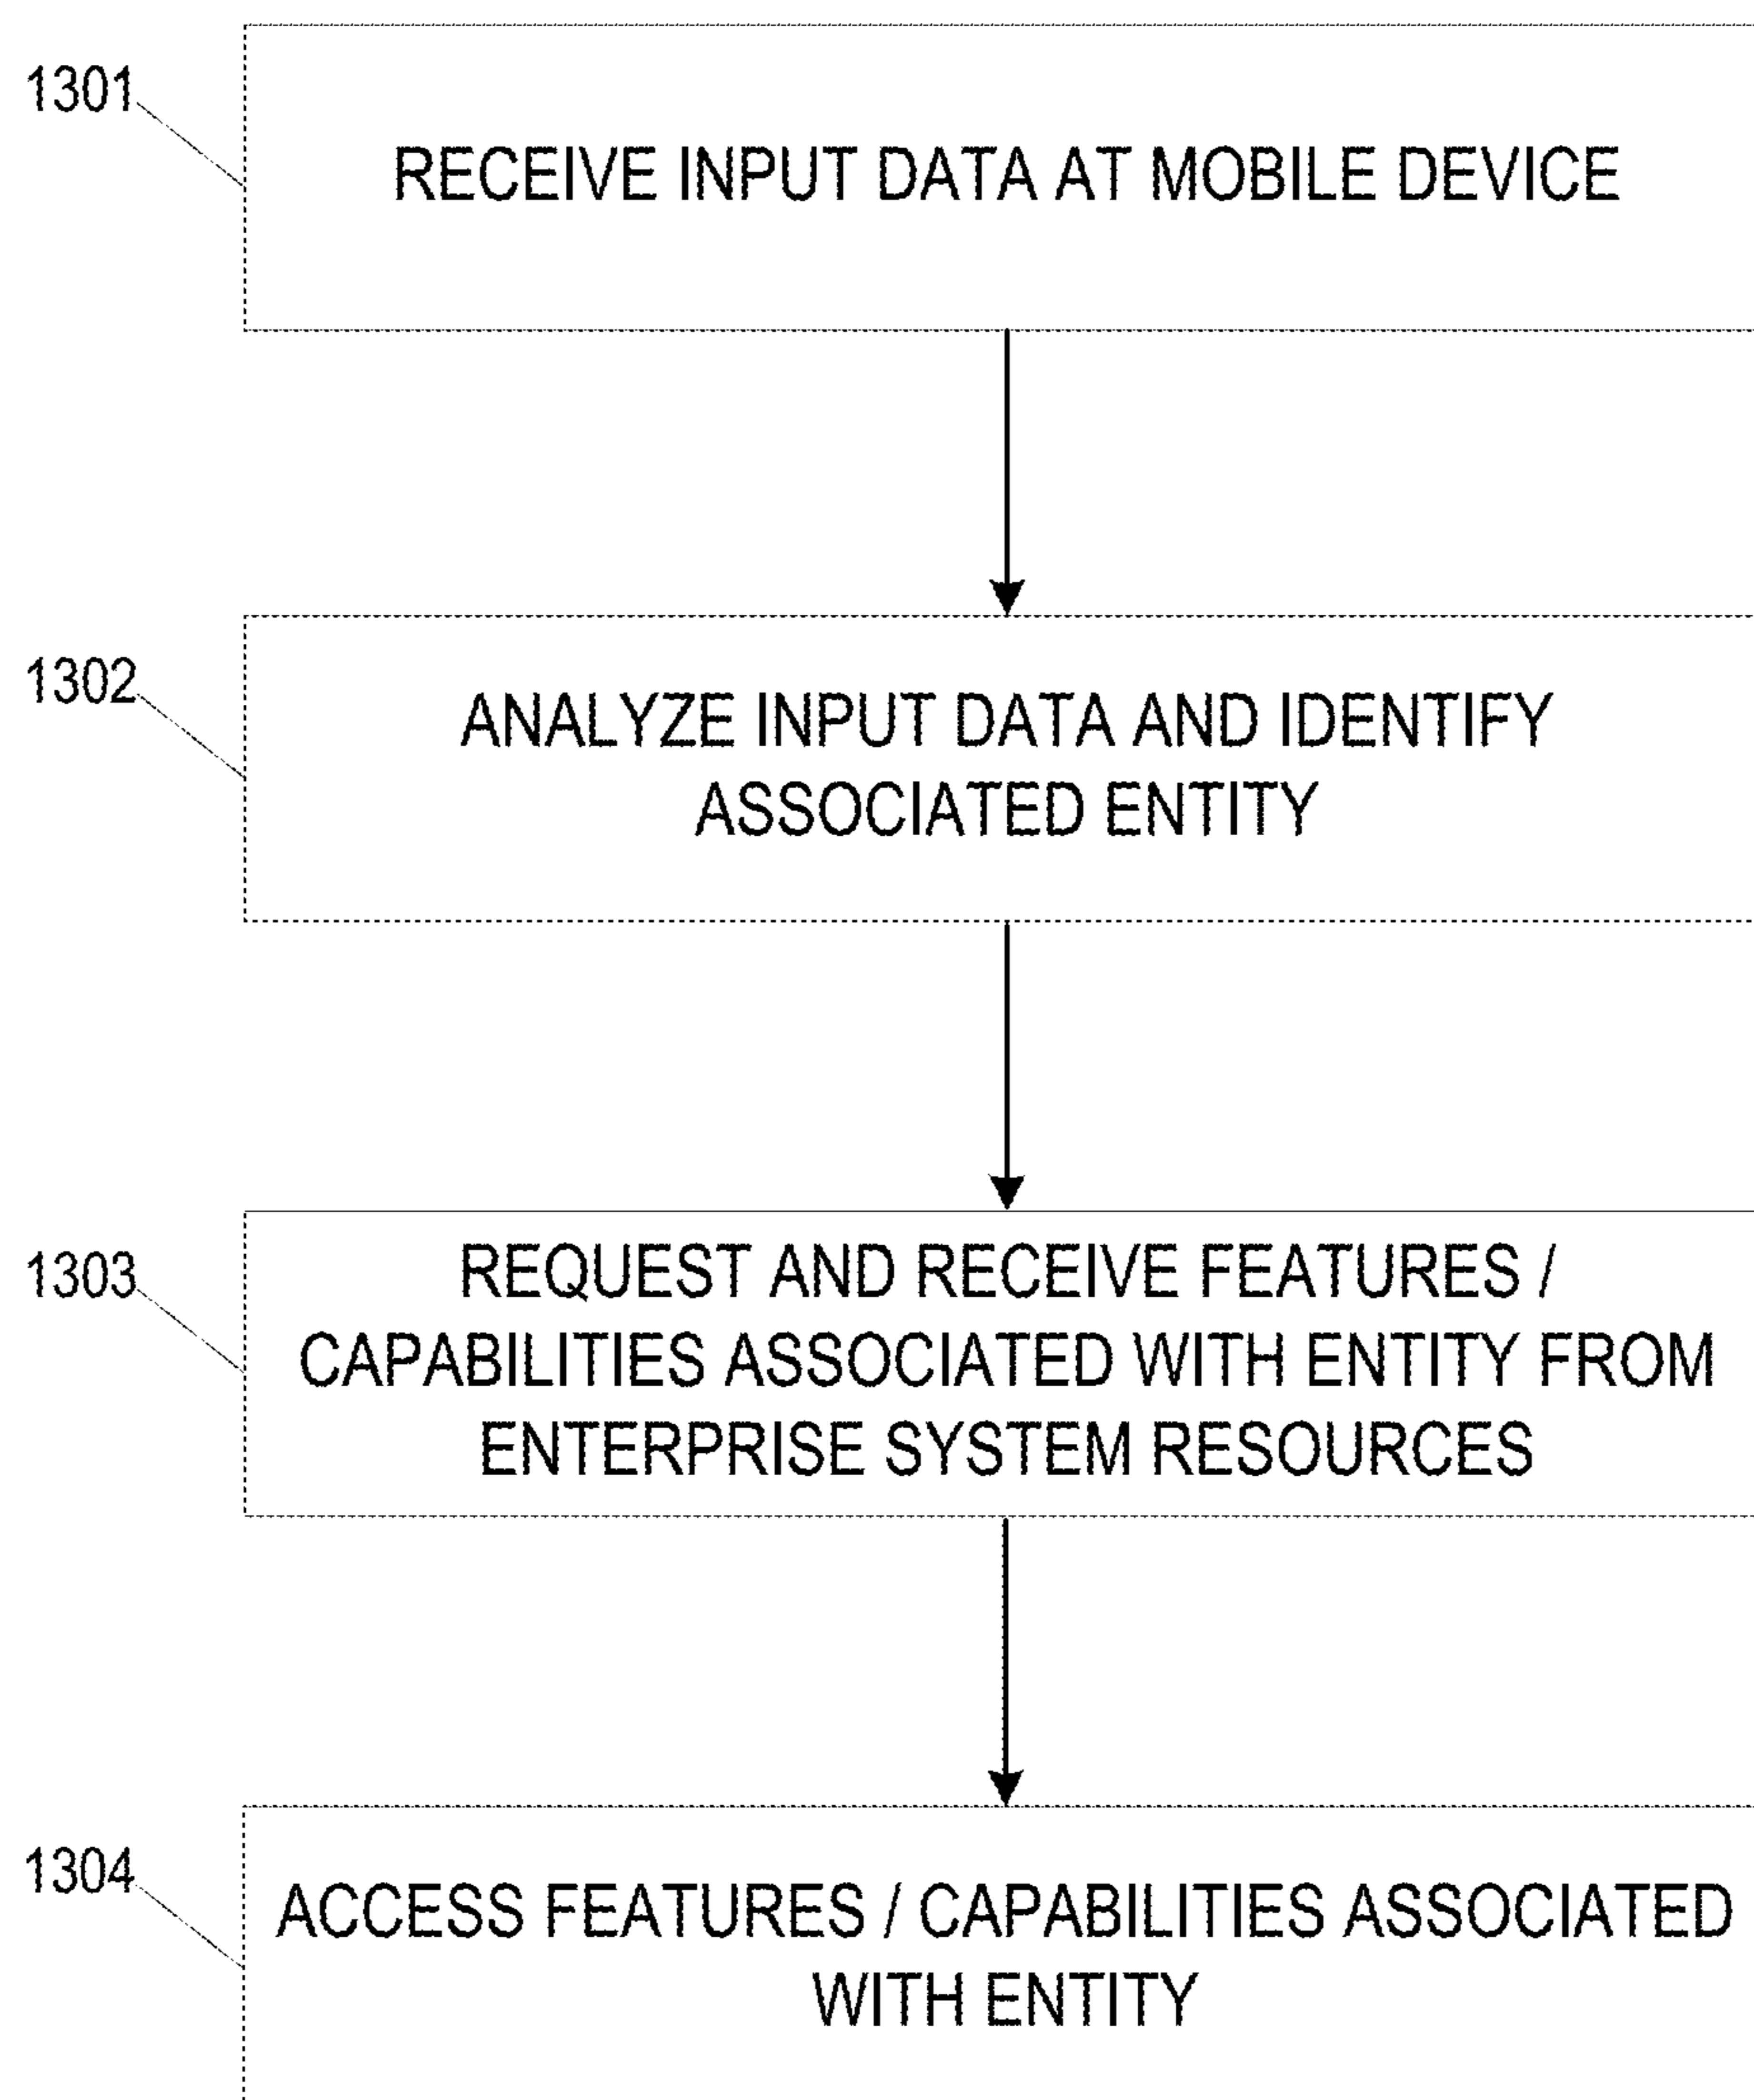 1301
RECEIVE INPUT DATA AT MOBILE DEVICE
1302
ANALYZE INPUT DATA AND IDENTIFY
ASSOCIATED ENTITY
1303
REQUEST AND RECEIVE FEATURES /
CAPABILITIES ASSOCIATED WITH ENTITY FROM
ENTERPRISE SYSTEM RESOURCES
1304
ACCESS FEATURES / CAPABILITIES ASSOCIATED
WITH ENTITY